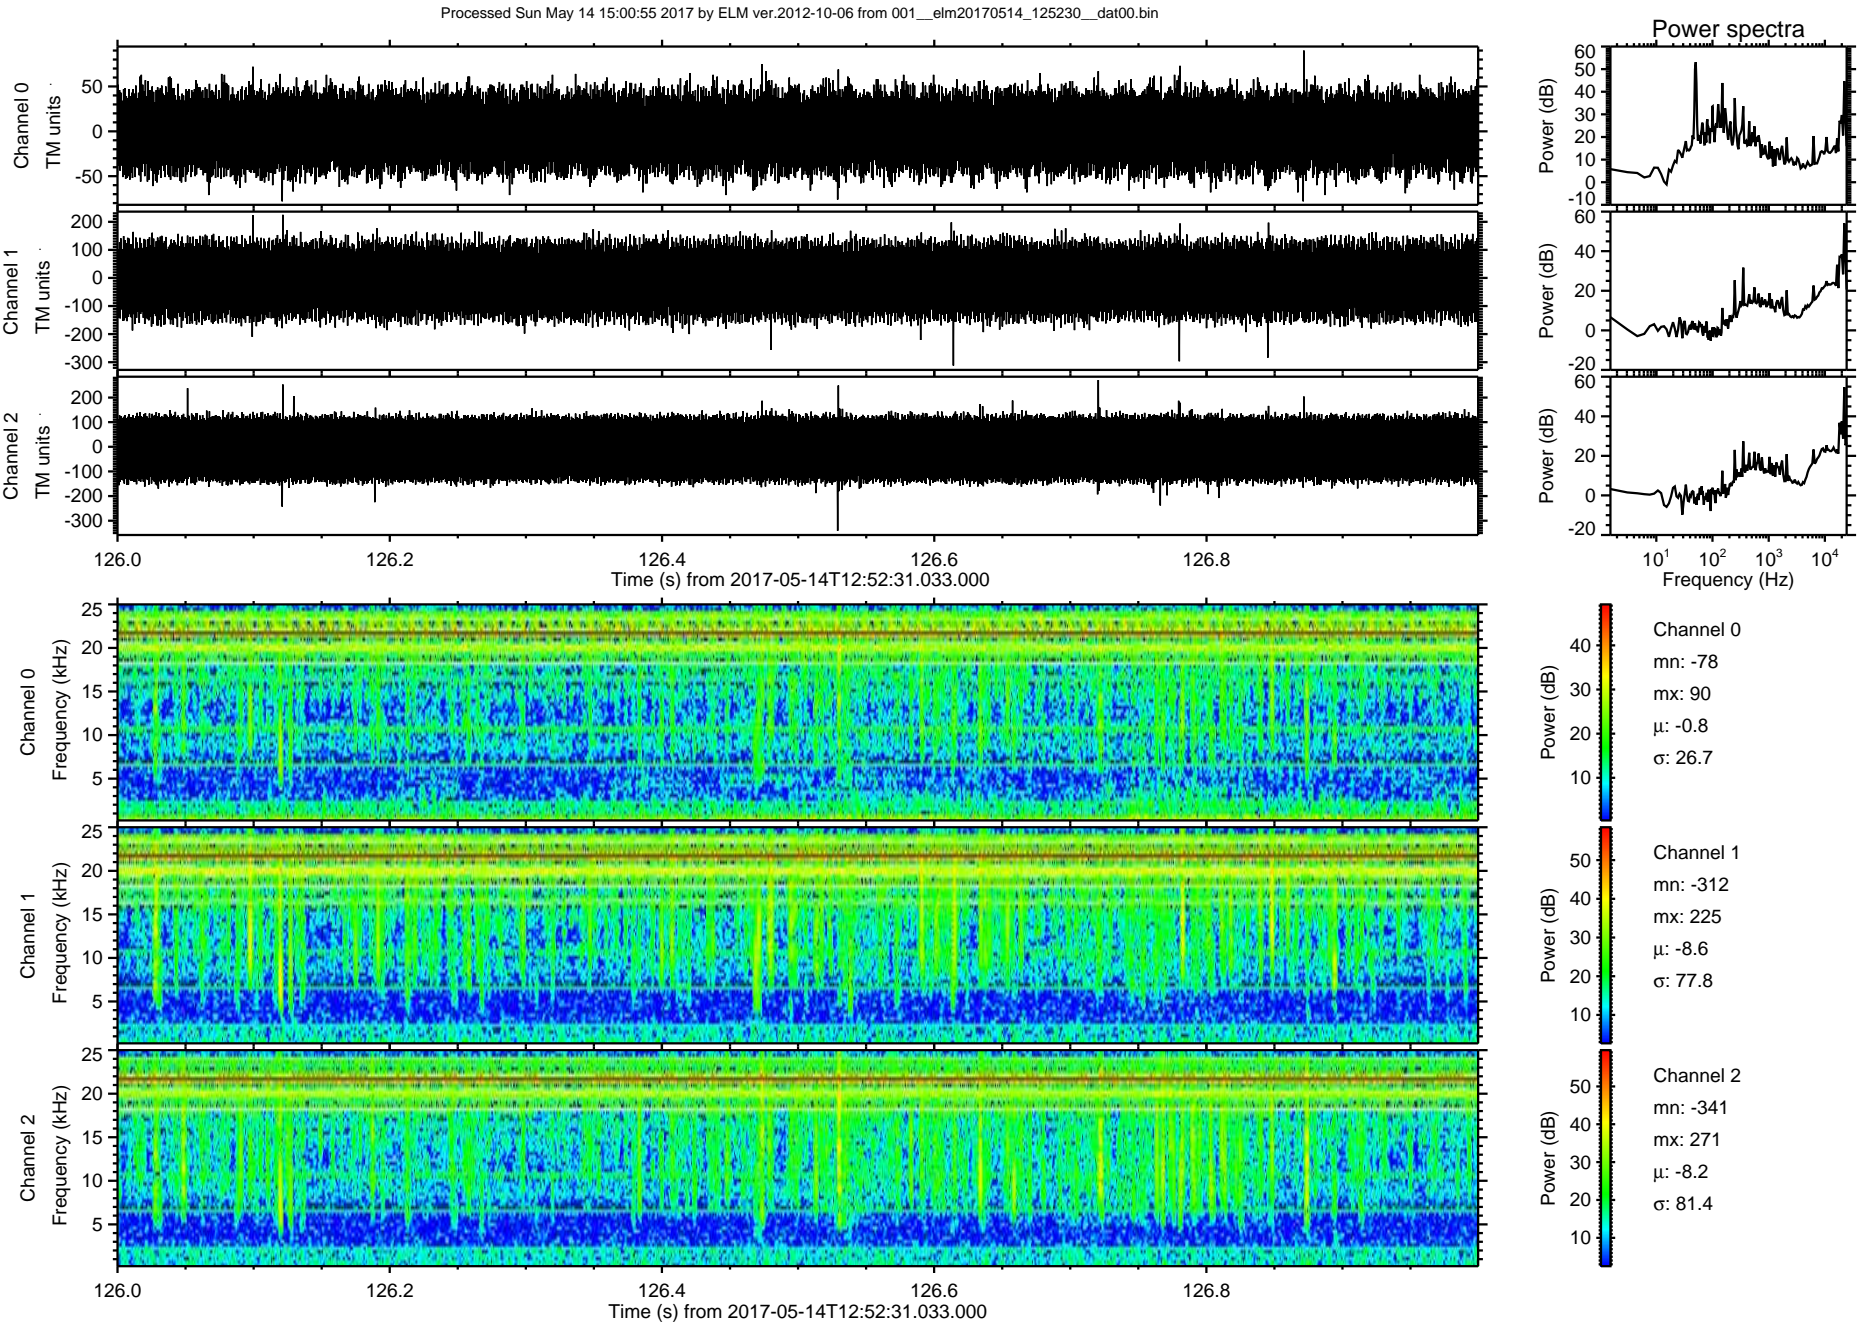 Processed Sun May 14 15:00:55 2017 by ELM ver.2012-10-06 from 001__elm20170514_125230__dat00.bin
Power spectra
Channel 0
TM units
50
0
-50
Power (dB)
60
50
40
30
20
10
0
-10
Channel 1
TM units
200
100
0
-100
-200
-300
Power (dB)
60
40
20
0
-20
Channel 2
TM units
200
100
0
-100
-200
-300
Power (dB)
60
40
20
0
-20
126.0 126.2 126.4 126.6 126.8
Time (s) from 2017-05-14T12:52:31.033.000
10¹ 10² 10³ 10⁴
Frequency (Hz)
Channel 0
Frequency (kHz)
25
20
15
10
5
Power (dB)
40
30
20
10
Channel 0
mn: -78
mx: 90
μ: -0.8
σ: 26.7
Channel 1
Frequency (kHz)
25
20
15
10
5
Power (dB)
50
40
30
20
10
Channel 1
mn: -312
mx: 225
μ: -8.6
σ: 77.8
Channel 2
Frequency (kHz)
25
20
15
10
5
Power (dB)
50
40
30
20
10
Channel 2
mn: -341
mx: 271
μ: -8.2
σ: 81.4
126.0 126.2 126.4 126.6 126.8
Time (s) from 2017-05-14T12:52:31.033.000